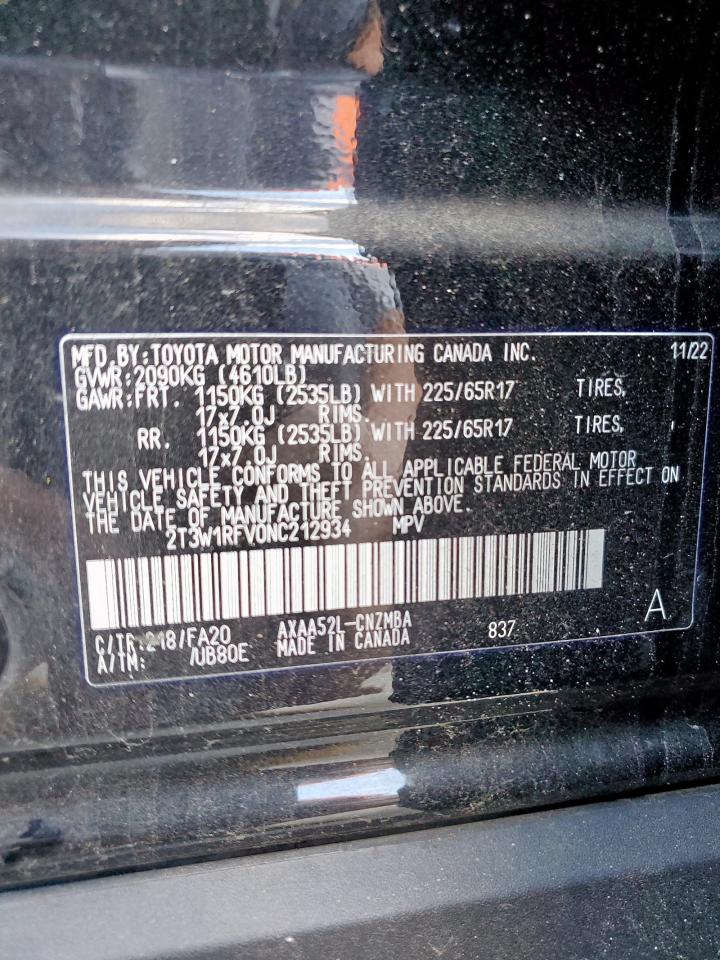 MFD.BY:TOYOTA MOTOR MANUFACTURING CANADA INC. 11/22
GVWR:2090KG (4610LB)
GAWR:FRT. 1150KG (2535LB) WITH 225/65R17 TIRES,
17x7.0J RIMS.
RR. 1150KG (2535LB) WITH 225/65R17 TIRES,
17x7.0J RIMS.
THIS VEHICLE CONFORMS TO ALL APPLICABLE FEDERAL MOTOR
VEHICLE SAFETY AND THEFT PREVENTION STANDARDS IN EFFECT ON
THE DATE OF MANUFACTURE SHOWN ABOVE.
2T3W1RFV0NC212934 MPV
C/TR:218/FA20 AXAA52L-CNZMBA 837 A
A/TM: /UB80E MADE IN CANADA